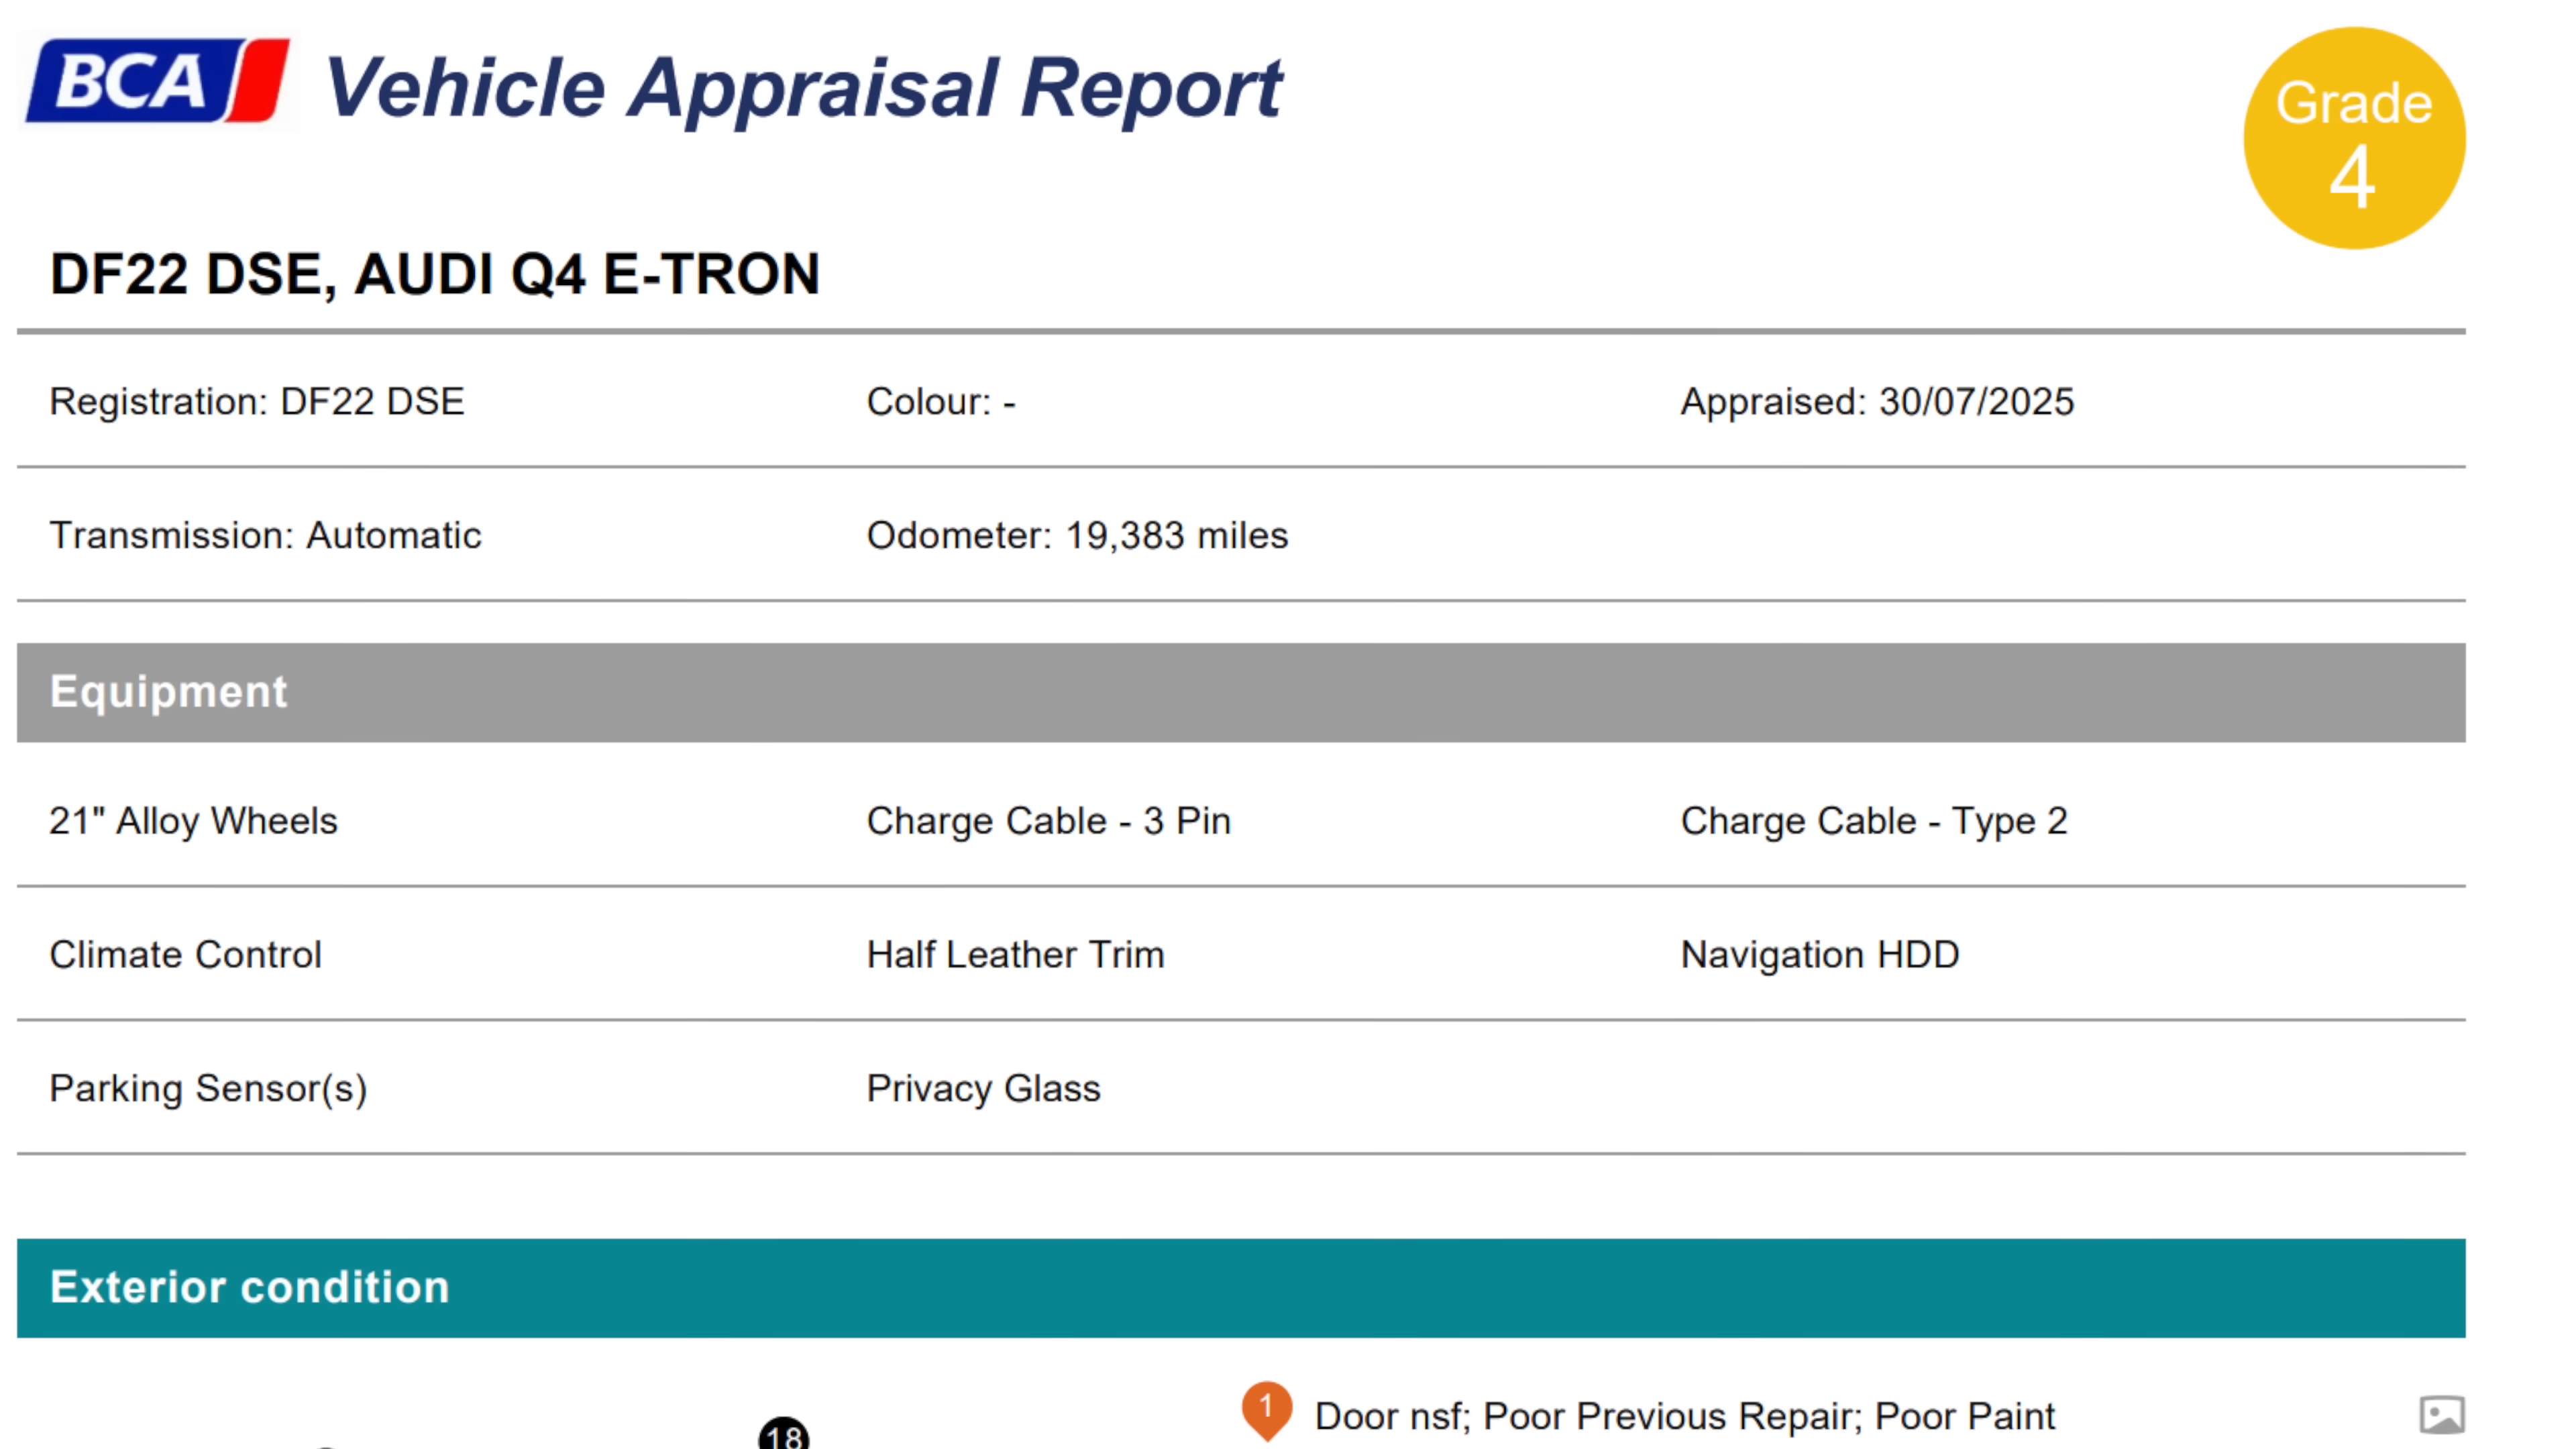 BCA Vehicle Appraisal Report
Grade
4
DF22 DSE, AUDI Q4 E-TRON
Registration: DF22 DSE Colour: - Appraised: 30/07/2025
Transmission: Automatic Odometer: 19,383 miles
Equipment
21" Alloy Wheels Charge Cable - 3 Pin Charge Cable - Type 2
Climate Control Half Leather Trim Navigation HDD
Parking Sensor(s) Privacy Glass
Exterior condition
1 Door nsf; Poor Previous Repair; Poor Paint
18